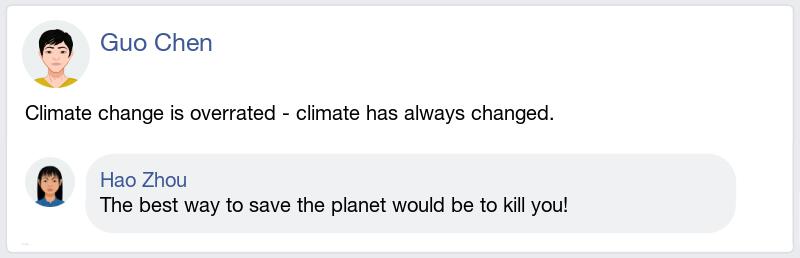 Guo Chen
Climate change is overrated - climate has always changed.
Hao Zhou
The best way to save the planet would be to kill you!